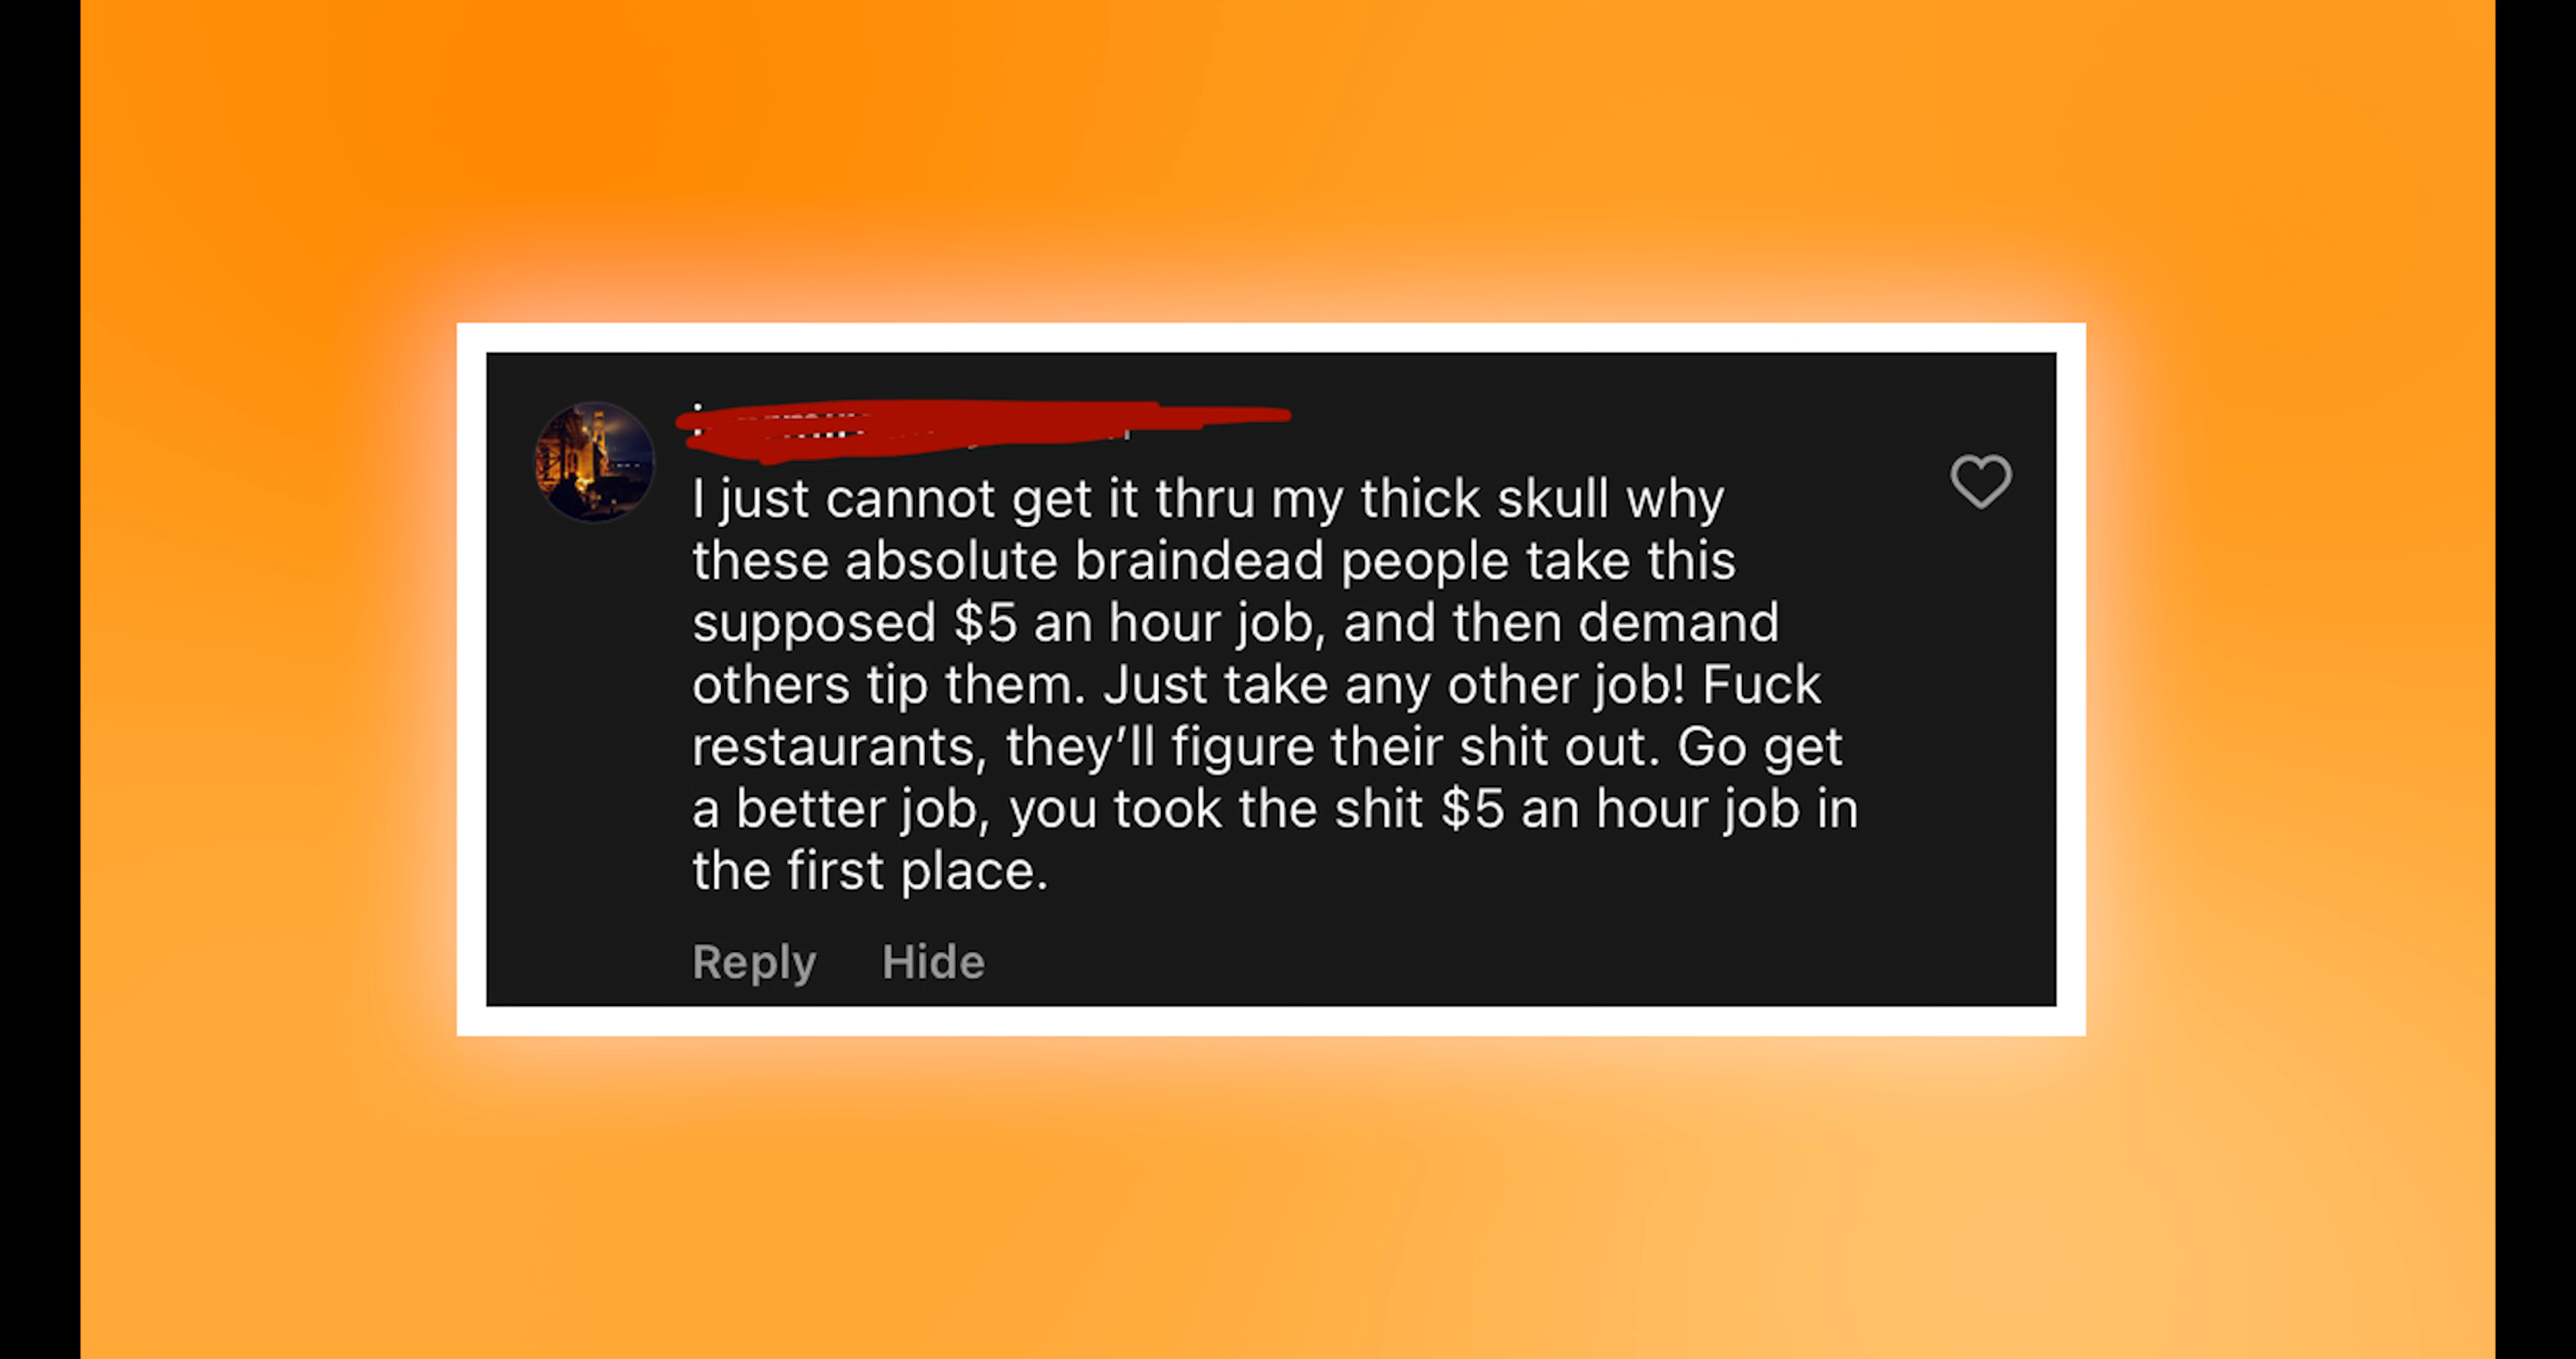 I just cannot get it thru my thick skull why
these absolute braindead people take this
supposed $5 an hour job, and then demand
others tip them. Just take any other job! Fuck
restaurants, they’ll figure their shit out. Go get
a better job, you took the shit $5 an hour job in
the first place.
Reply Hide